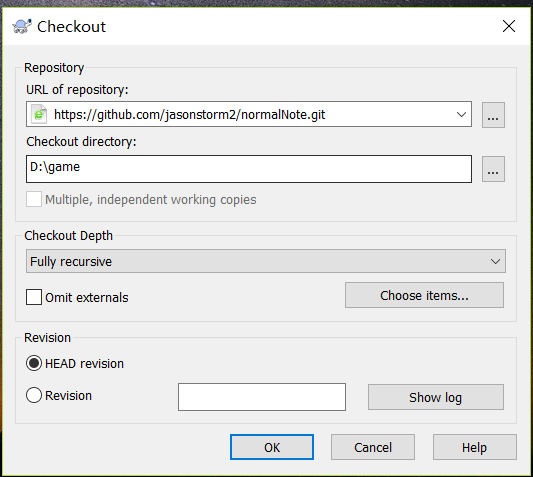 Checkout
Repository
URL of repository:
https://github.com/jasonstorm2/normalNote.git
...
Checkout directory:
D:\game
...
Multiple, independent working copies
Checkout Depth
Fully recursive
Omit externals
Choose items...
Revision
HEAD revision
Revision
Show log
OK
Cancel
Help